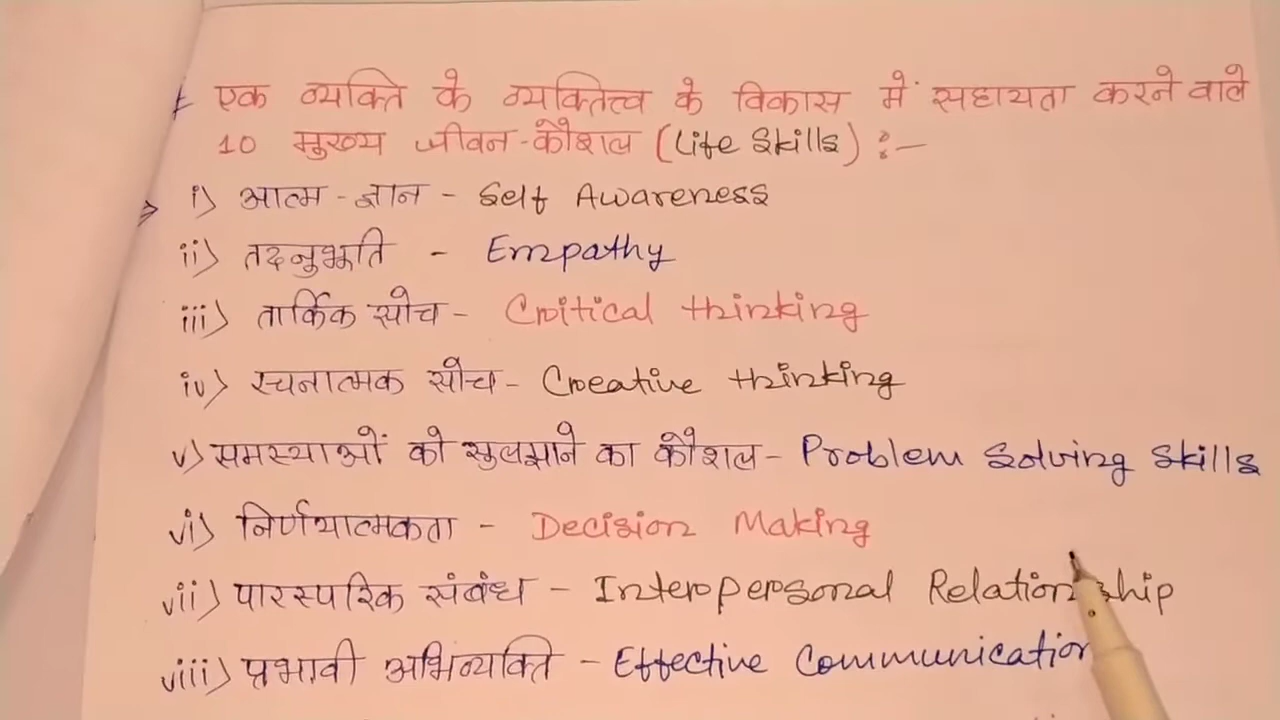 एक व्यक्ति के व्यक्तित्व के विकास में सहायता करने वाले
10 मुख्य जीवन-कौशल (Life Skills) :-
i) आत्म-ज्ञान - Self Awareness
ii) तदनुभूति - Empathy
iii) तार्किक सोच - Critical thinking
iv) रचनात्मक सोच - Creative thinking
v) समस्याओं को सुलझाने का कौशल - Problem Solving Skills
vi) निर्णयात्मकता - Decision Making
vii) पारस्परिक संबंध - Interpersonal Relationship
viii) प्रभावी अभिव्यक्ति - Effective Communication